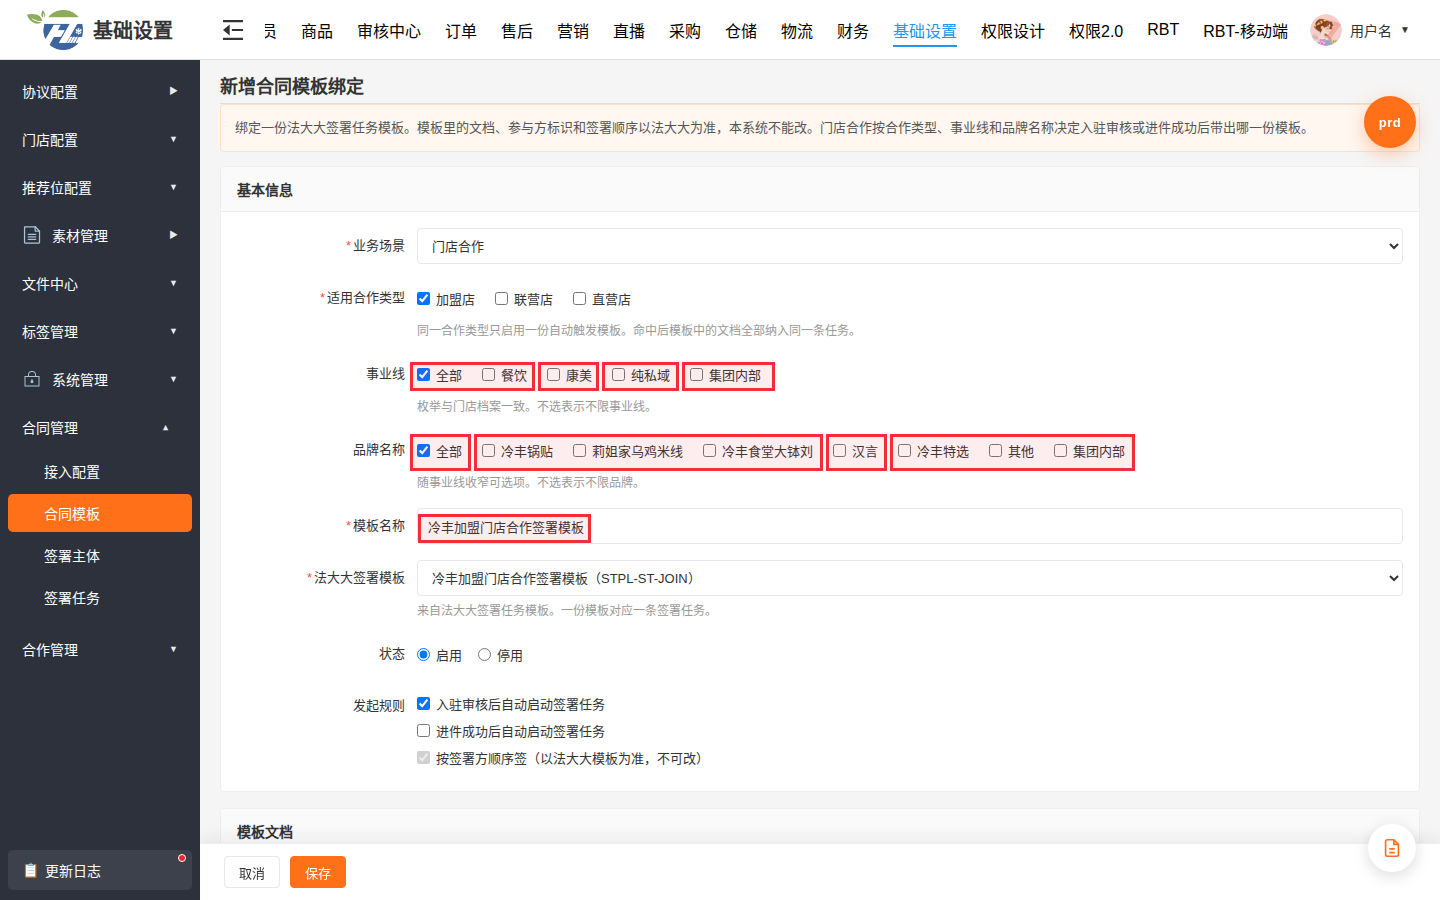 基础设置
员 商品 审核中心 订单 售后 营销 直播 采购 仓储 物流 财务 基础设置 权限设计 权限2.0 RBT RBT-移动端 用户名
协议配置
门店配置
推荐位配置
素材管理
文件中心
标签管理
系统管理
合同管理
接入配置
合同模板
签署主体
签署任务
合作管理
更新日志
新增合同模板绑定
绑定一份法大大签署任务模板。模板里的文档、参与方标识和签署顺序以法大大为准，本系统不能改。门店合作按合作类型、事业线和品牌名称决定入驻审核或进件成功后带出哪一份模板。
prd
基本信息
*业务场景 门店合作
*适用合作类型 加盟店 联营店 直营店
同一合作类型只启用一份自动触发模板。命中后模板中的文档全部纳入同一条任务。
事业线 全部 餐饮 康美 纯私域 集团内部
枚举与门店档案一致。不选表示不限事业线。
品牌名称 全部 冷丰锅贴 莉姐家乌鸡米线 冷丰食堂大钵刘 汉言 冷丰特选 其他 集团内部
随事业线收窄可选项。不选表示不限品牌。
*模板名称 冷丰加盟门店合作签署模板
*法大大签署模板 冷丰加盟门店合作签署模板（STPL-ST-JOIN）
来自法大大签署任务模板。一份模板对应一条签署任务。
状态 启用 停用
发起规则 入驻审核后自动启动签署任务
进件成功后自动启动签署任务
按签署方顺序签（以法大大模板为准，不可改）
模板文档
取消 保存